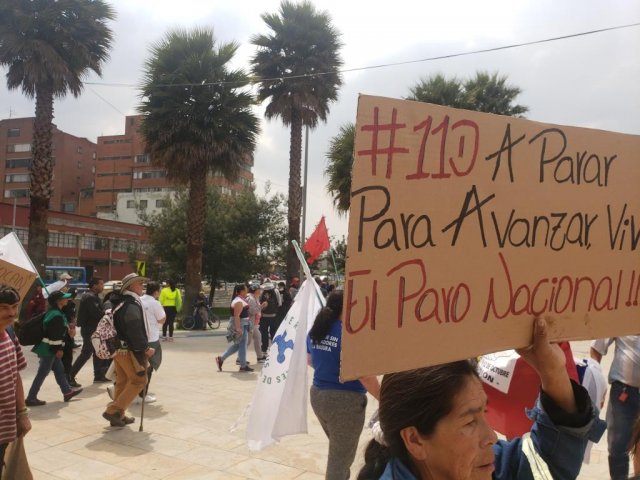 #11D A Parar
Para Avanzar, Viv
El Paro Nacional I